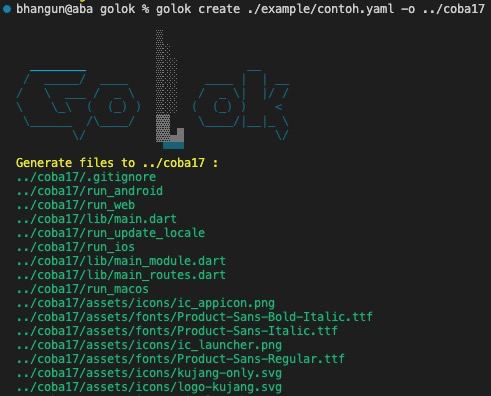 bhangun@aba golok % golok create ./example/contoh.yaml -o ../coba17
Golok
Generate files to ../coba17 :
../coba17/.gitignore
../coba17/run_android
../coba17/run_web
../coba17/lib/main.dart
../coba17/run_update_locale
../coba17/run_ios
../coba17/lib/main_module.dart
../coba17/lib/main_routes.dart
../coba17/run_macos
../coba17/assets/icons/ic_appicon.png
../coba17/assets/fonts/Product-Sans-Bold-Italic.ttf
../coba17/assets/fonts/Product-Sans-Italic.ttf
../coba17/assets/icons/ic_launcher.png
../coba17/assets/fonts/Product-Sans-Regular.ttf
../coba17/assets/icons/kujang-only.svg
../coba17/assets/icons/logo-kujang.svg